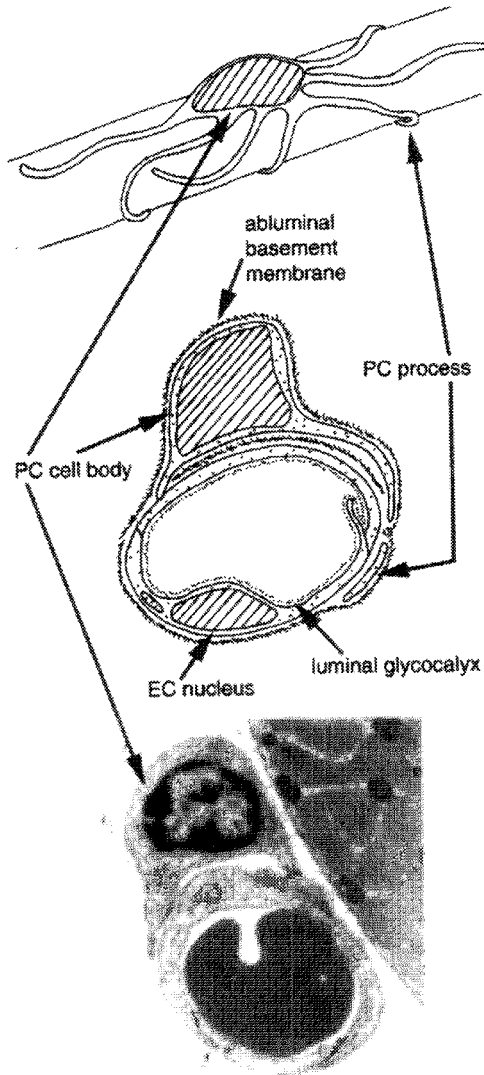 abluminal
basement
membrane
PC process
PC cell body
luminal glycocalyx
EC nucleus